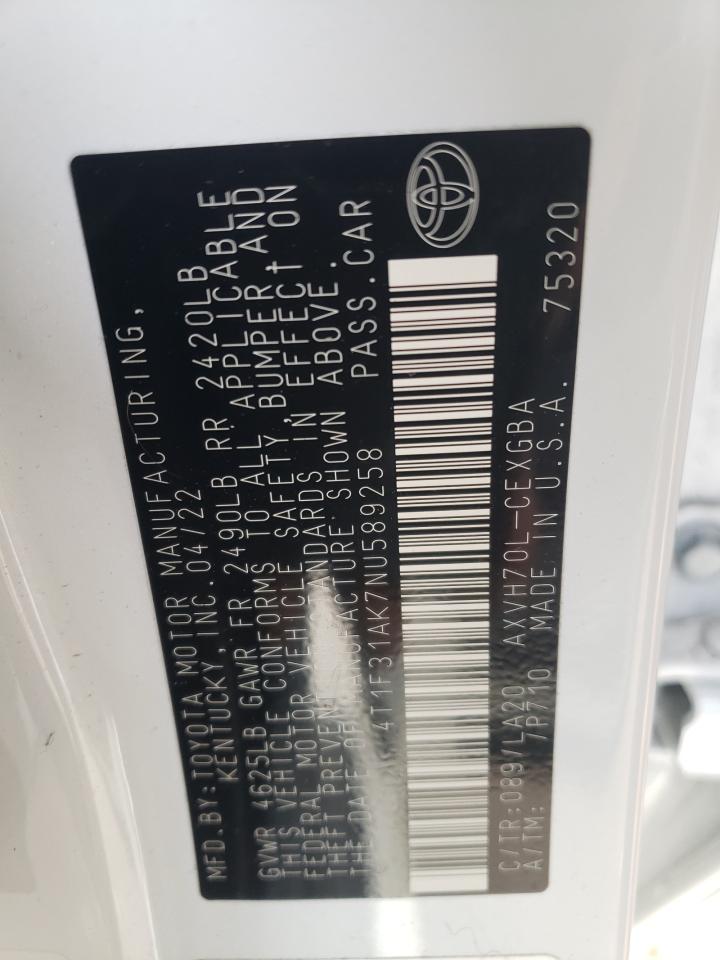 MFD.BY:TOYOTA MOTOR MANUFACTURING,
KENTUCKY, INC. 04/22
GVWR 4625LB GAWR FR 2490LB RR 2420LB
THIS VEHICLE CONFORMS TO ALL APPLICABLE
FEDERAL MOTOR VEHICLE SAFETY, BUMPER AND
THEFT PREVENTION STANDARDS IN EFFECT ON
THE DATE OF MANUFACTURE SHOWN ABOVE.
4T1F31AK7NU589258 PASS.CAR
C/TR:089/LA20 AXVH70L-CEXGBA
A/TM: 7P710 MADE IN U.S.A. 75320